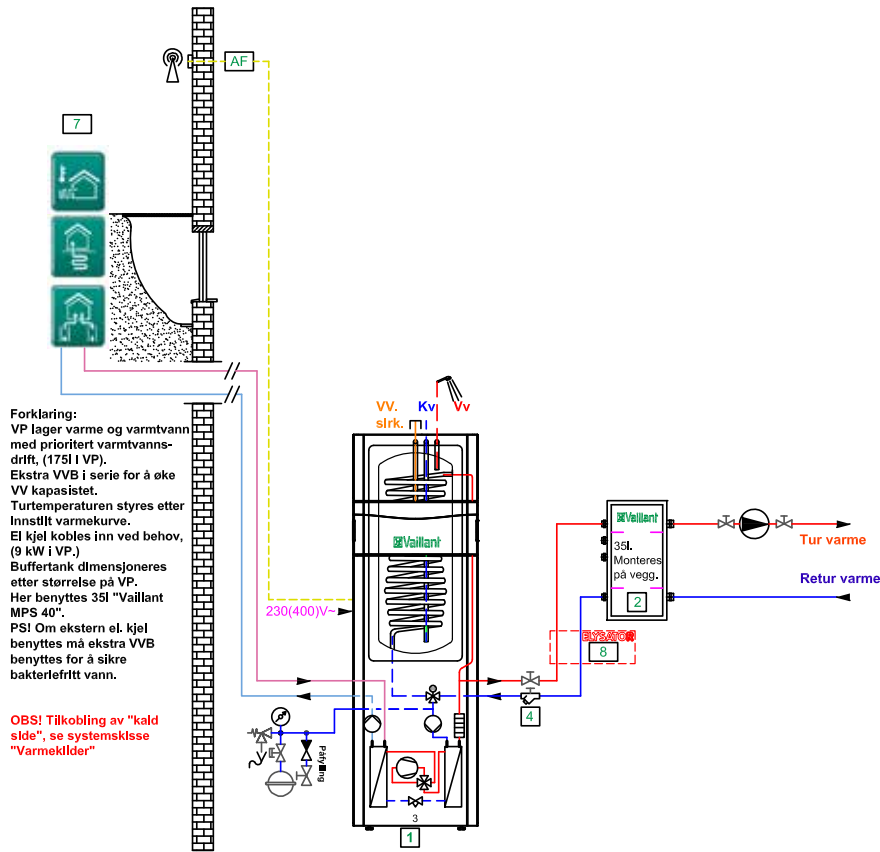 AF
7
Forklaring:
VP lager varme og varmtvann
med prioritert varmtvanns-
drift, (175l I VP).
Ekstra VVB i serie for å øke
VV kapasistet.
Turtemperaturen styres etter
Innstilt varmekurve.
El kjel kobles inn ved behov,
(9 kW i VP.)
Buffertank dimensjoneres
etter størrelse på VP.
Her benyttes 35l "Vaillant
MPS 40".
PS! Om ekstern el. kjel
benyttes må ekstra VVB
benyttes for å sikre
bakteriefritt vann.
OBS! Tilkobling av "kald
side", se systemskisse
"Varmekilder"
VV.
sirk.
Kv
Vv
Vaillant
230(400)V~
Påfylling
3
1
Vaillant
35l.
Monteres
på vegg.
2
Tur varme
Retur varme
ELYSATOR
8
4